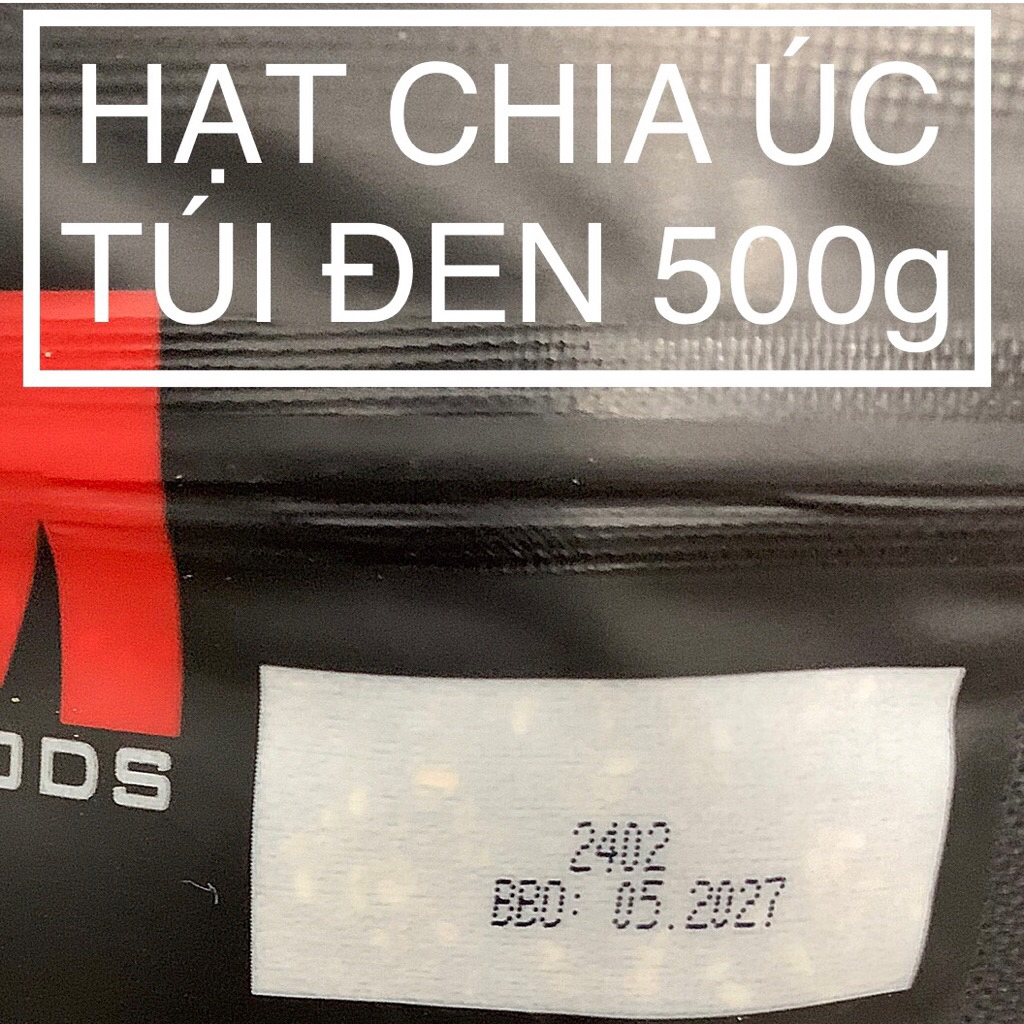 HẠT CHIA ÚC
TÚI ĐEN 500g
ODS
2402
BBD: 05.2027